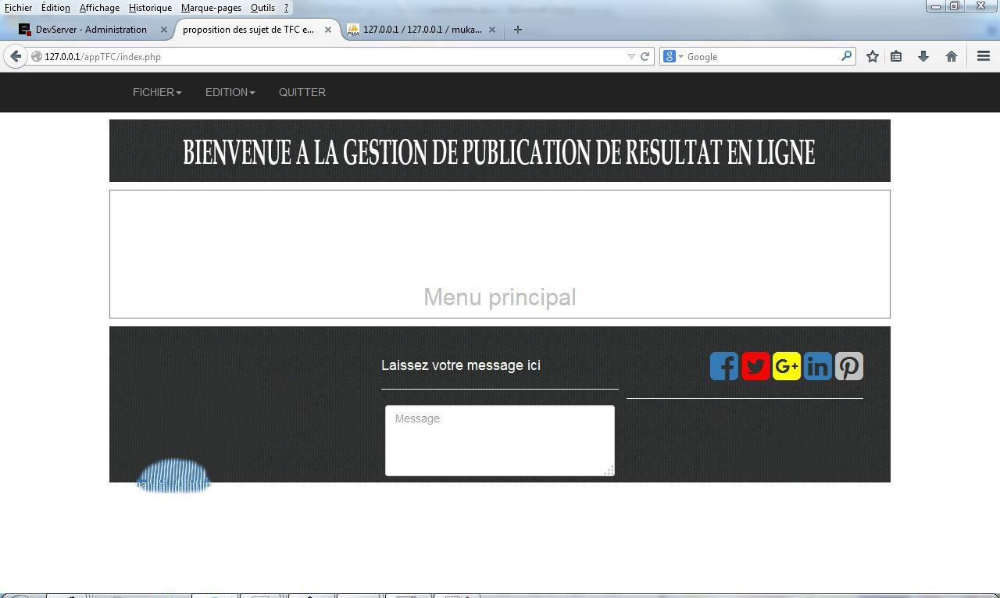 Fichier Édition Affichage Historique Marque-pages Outils ?
DevServer - Administration
proposition des sujet de TFC e...
127.0.0.1 / 127.0.0.1 / muka...
127.0.0.1/appTFC/index.php
Google
FICHIER EDITION QUITTER
BIENVENUE A LA GESTION DE PUBLICATION DE RESULTAT EN LIGNE
Menu principal
Laissez votre message ici
Message